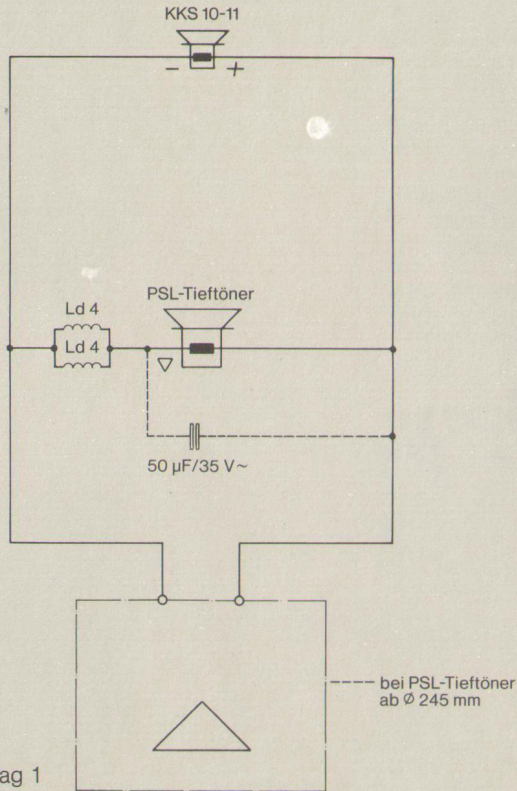 KKS 10-11
− +
Ld 4
Ld 4
PSL-Tieftöner
50 µF/35 V~
bei PSL-Tieftöner
ab Ø 245 mm
ag 1